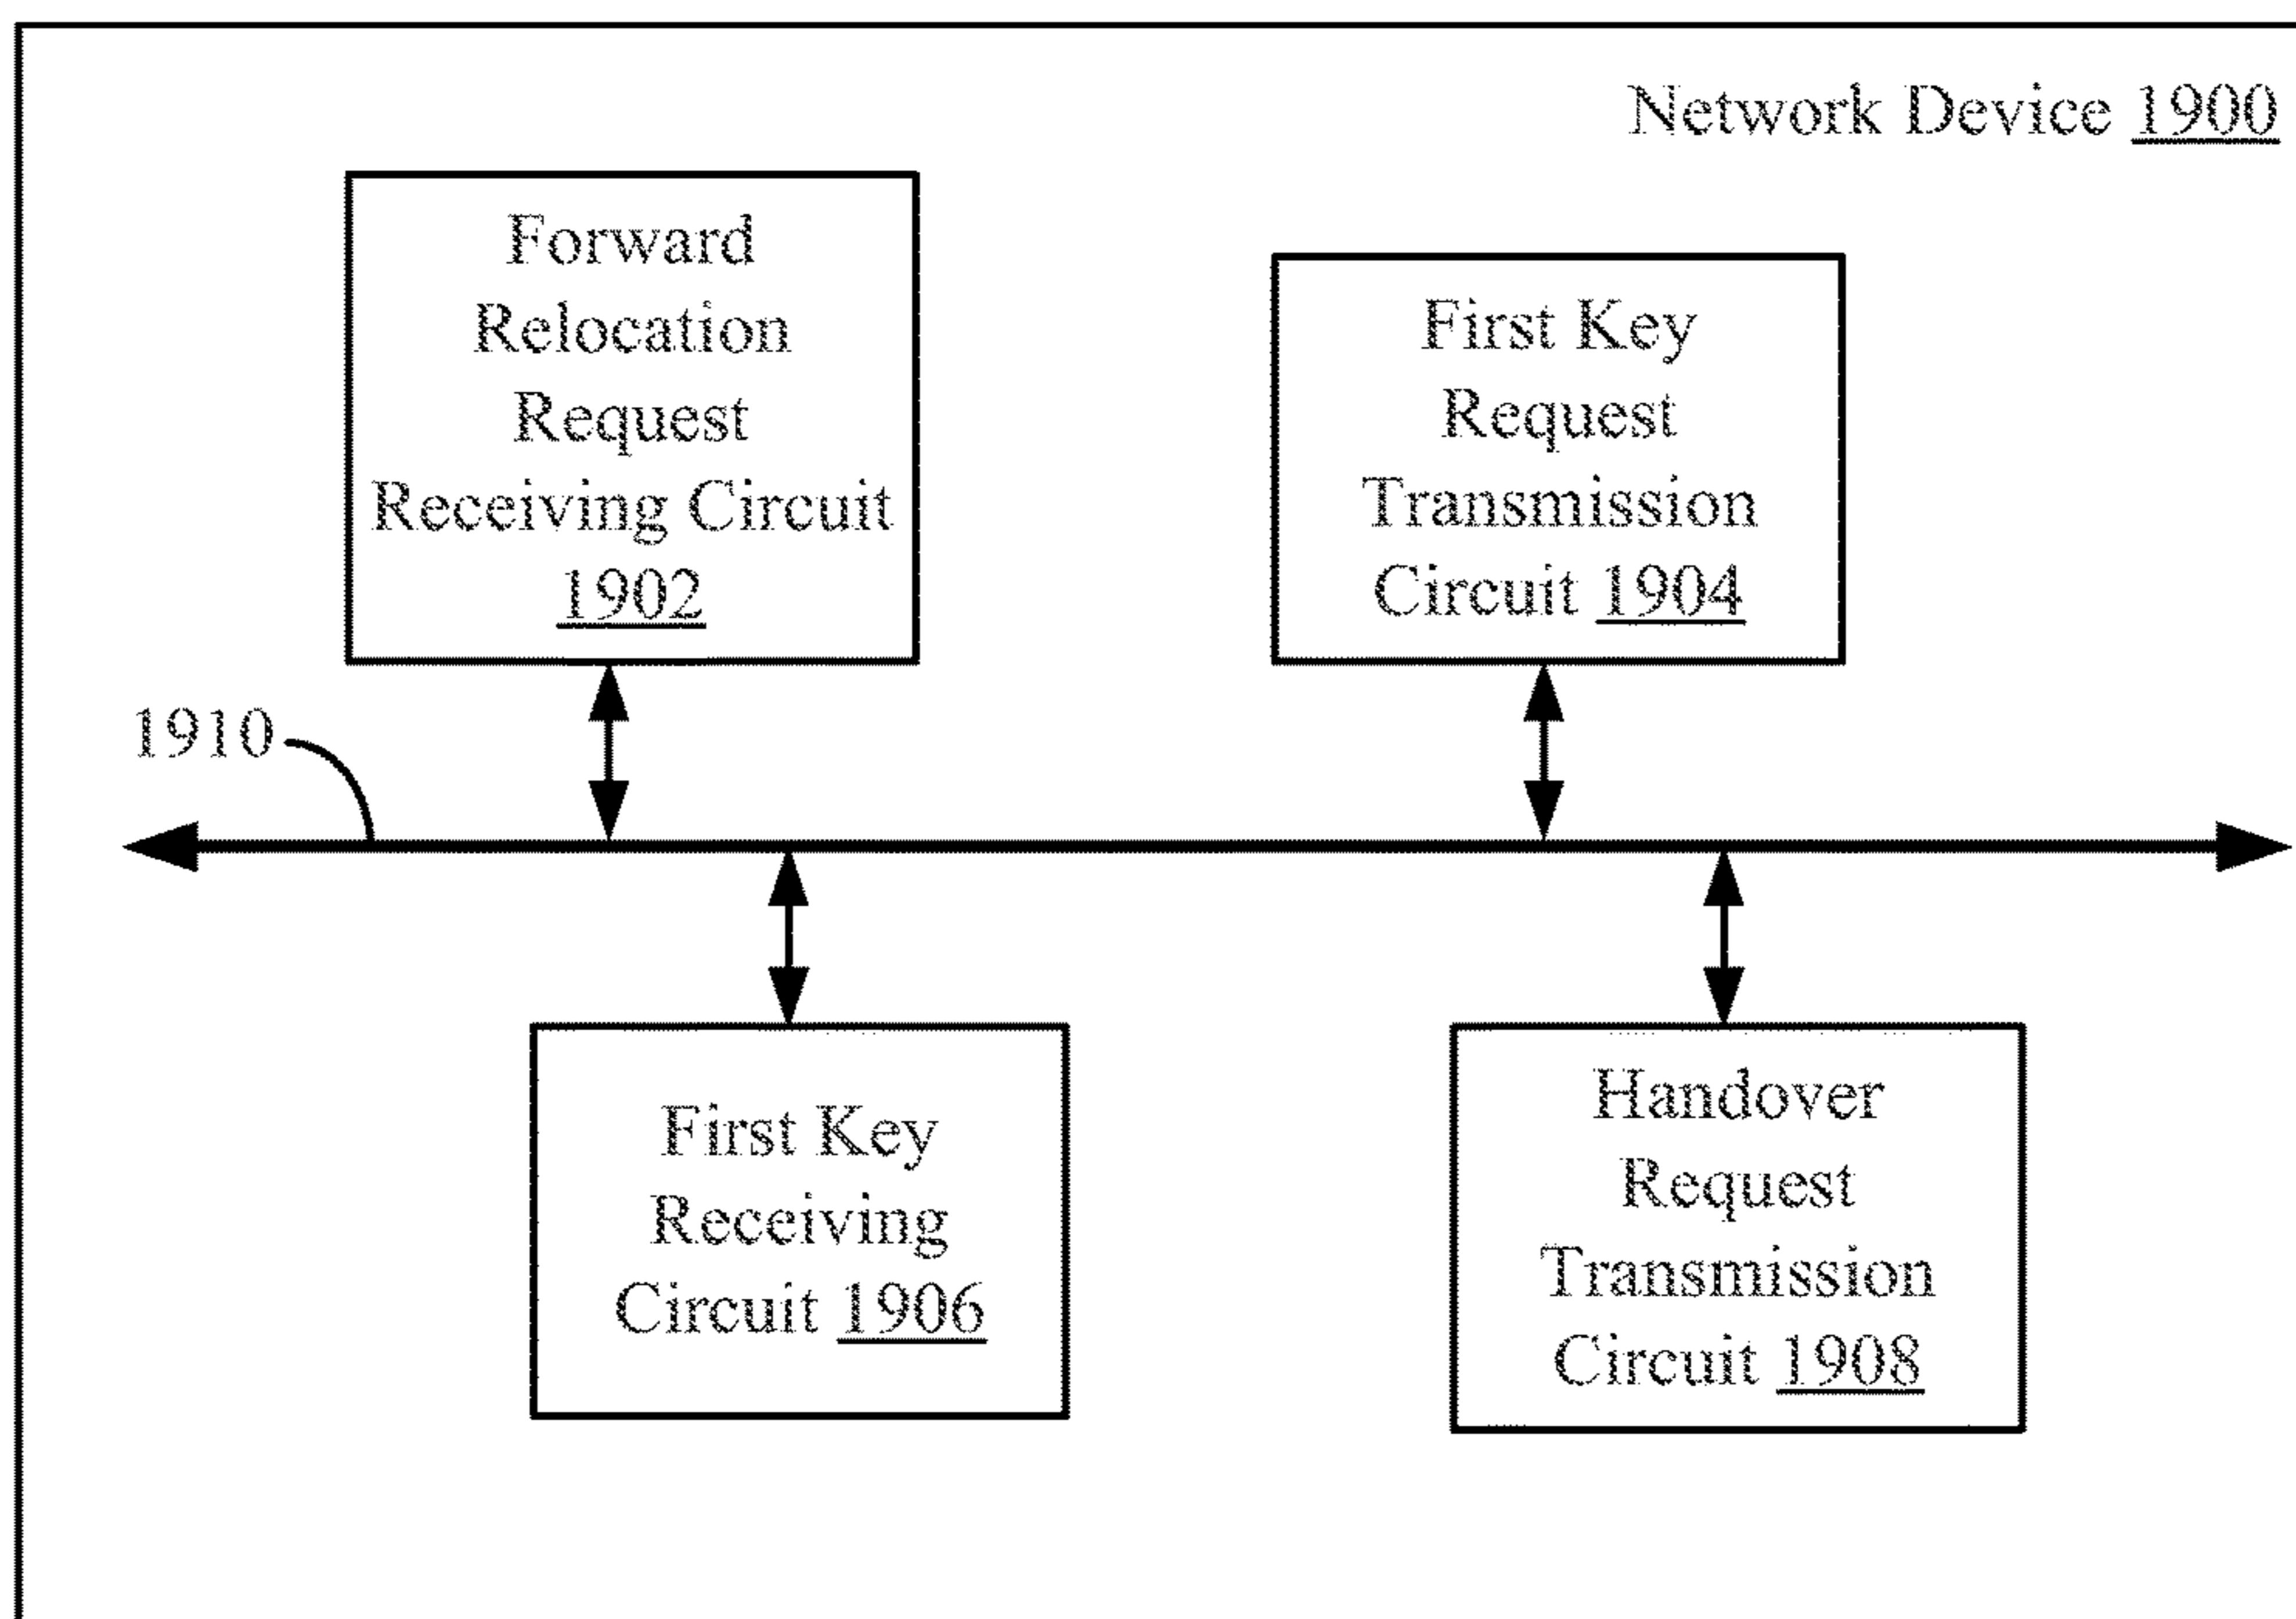 Network Device 1900
Forward
Relocation
Request
Receiving Circuit
1902
First Key
Request
Transmission
Circuit 1904
1910
First Key
Receiving
Circuit 1906
Handover
Request
Transmission
Circuit 1908